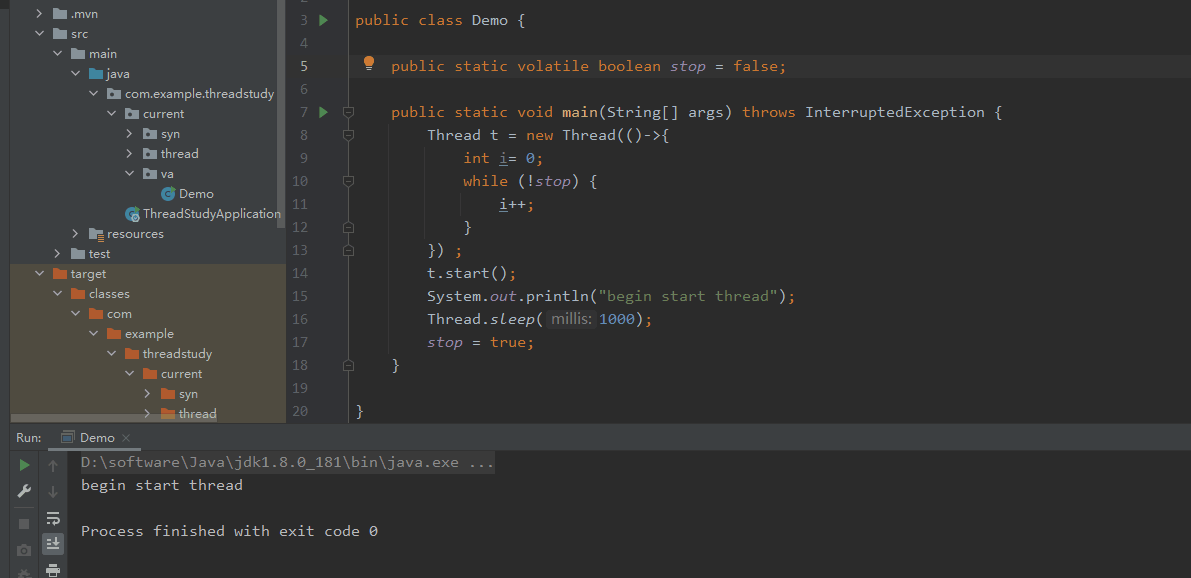 .mvn
src
main
java
com.example.threadstudy
current
syn
thread
va
Demo
ThreadStudyApplication
resources
test
target
classes
com
example
threadstudy
current
syn
thread
3 public class Demo {
4
5 public static volatile boolean stop = false;
6
7 public static void main(String[] args) throws InterruptedException {
8 Thread t = new Thread(()->{
9 int i= 0;
10 while (!stop) {
11 i++;
12 }
13 }) ;
14 t.start();
15 System.out.println("begin start thread");
16 Thread.sleep( millis: 1000);
17 stop = true;
18 }
19
20 }
Run: Demo
D:\software\Java\jdk1.8.0_181\bin\java.exe ...
begin start thread
Process finished with exit code 0